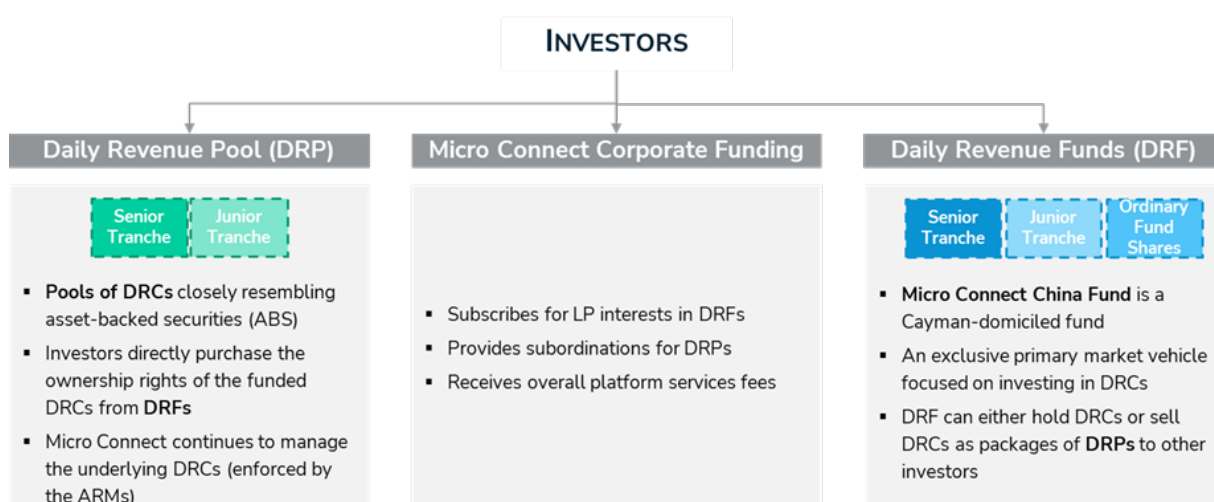 INVESTORS
Daily Revenue Pool (DRP)
Senior
Tranche
Junior
Tranche
▪ Pools of DRCs closely resembling
asset-backed securities (ABS)
▪ Investors directly purchase the
ownership rights of the funded
DRCs from DRFs
▪ Micro Connect continues to manage
the underlying DRCs (enforced by
the ARMs)
Micro Connect Corporate Funding
▪ Subscribes for LP interests in DRFs
▪ Provides subordinations for DRPs
▪ Receives overall platform services fees
Daily Revenue Funds (DRF)
Senior
Tranche
Junior
Tranche
Ordinary
Fund
Shares
▪ Micro Connect China Fund is a
Cayman-domiciled fund
▪ An exclusive primary market vehicle
focused on investing in DRCs
▪ DRF can either hold DRCs or sell
DRCs as packages of DRPs to other
investors